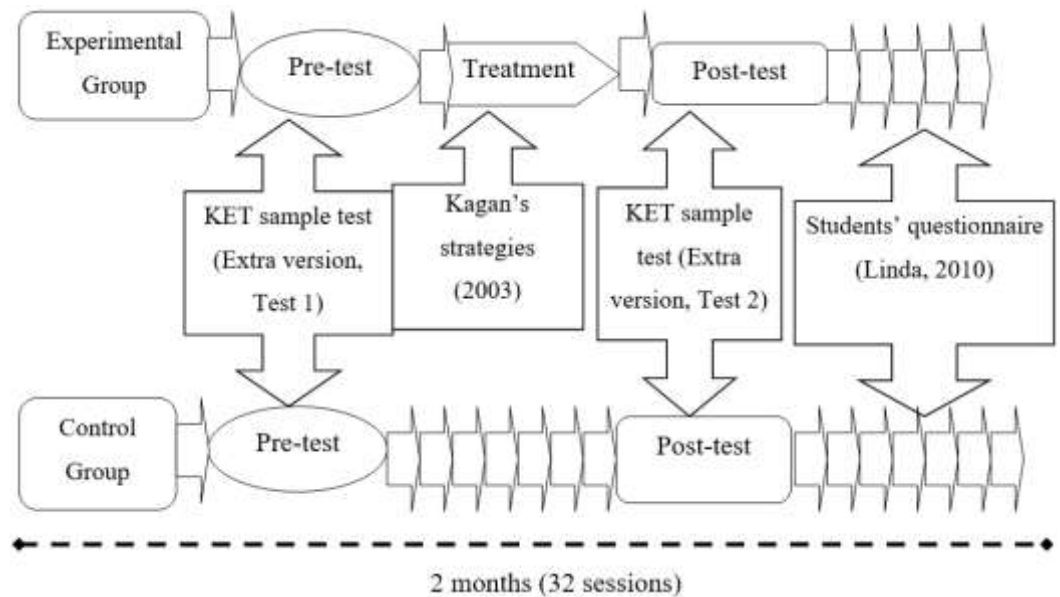 Experimental
Group
Pre-test
Treatment
Post-test
KET sample test
(Extra version,
Test 1)
Kagan’s
strategies
(2003)
KET sample
test (Extra
version, Test 2)
Students’ questionnaire
(Linda, 2010)
Control
Group
Pre-test
Post-test
2 months (32 sessions)